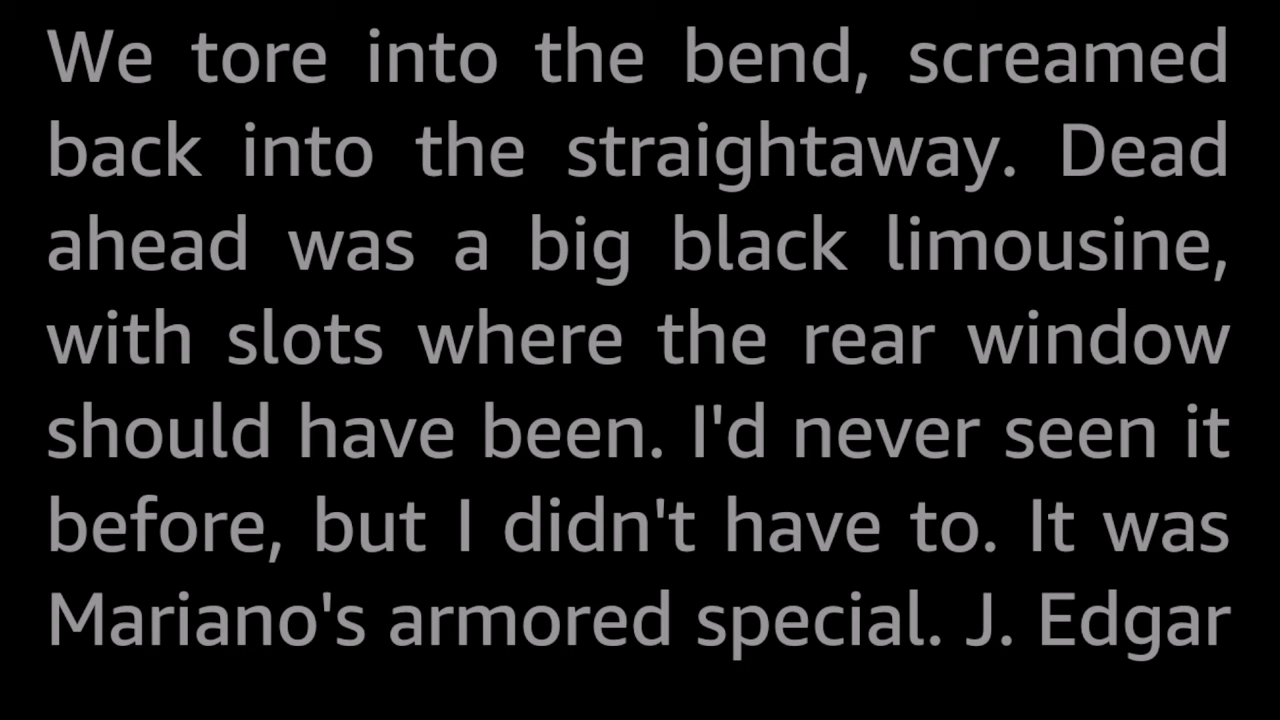 We tore into the bend, screamed
back into the straightaway. Dead
ahead was a big black limousine,
with slots where the rear window
should have been. I'd never seen it
before, but I didn't have to. It was
Mariano's armored special. J. Edgar